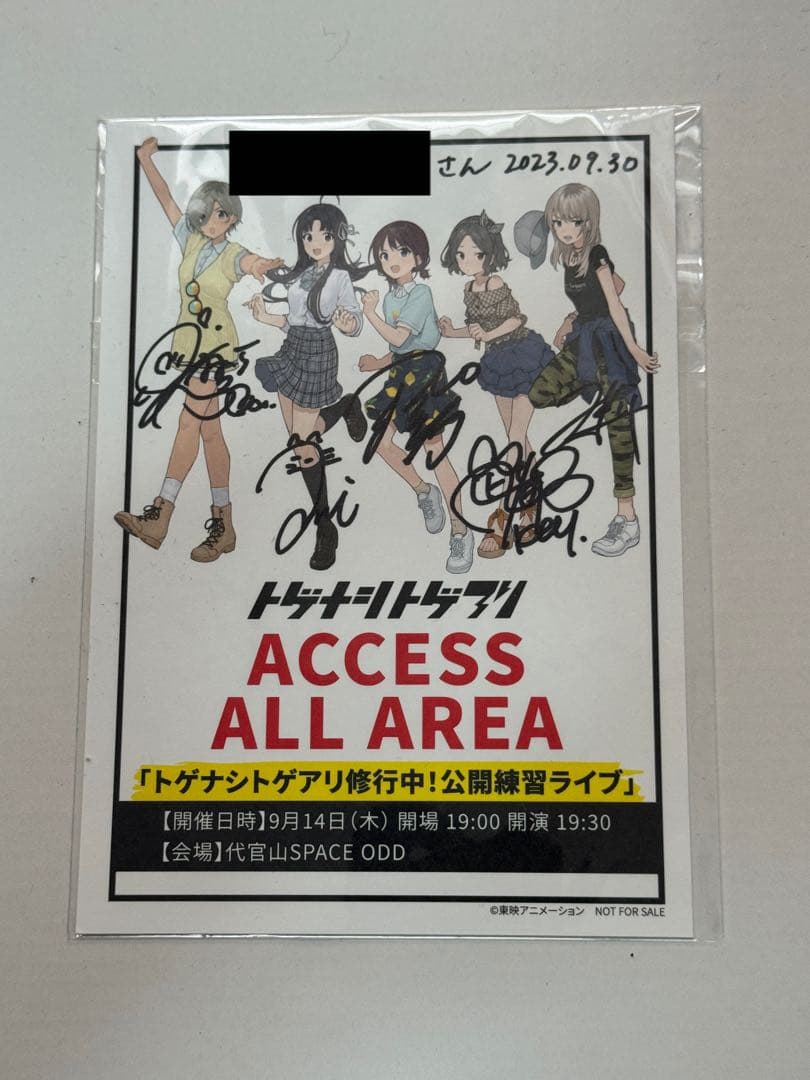 さん 2023.09.30
トゲナシトゲアリ
ACCESS
ALL AREA
「トゲナシトゲアリ修行中！公開練習ライブ」
【開催日時】9月14日（木） 開場 19:00 開演 19:30
【会場】代官山SPACE ODD
©東映アニメーション NOT FOR SALE